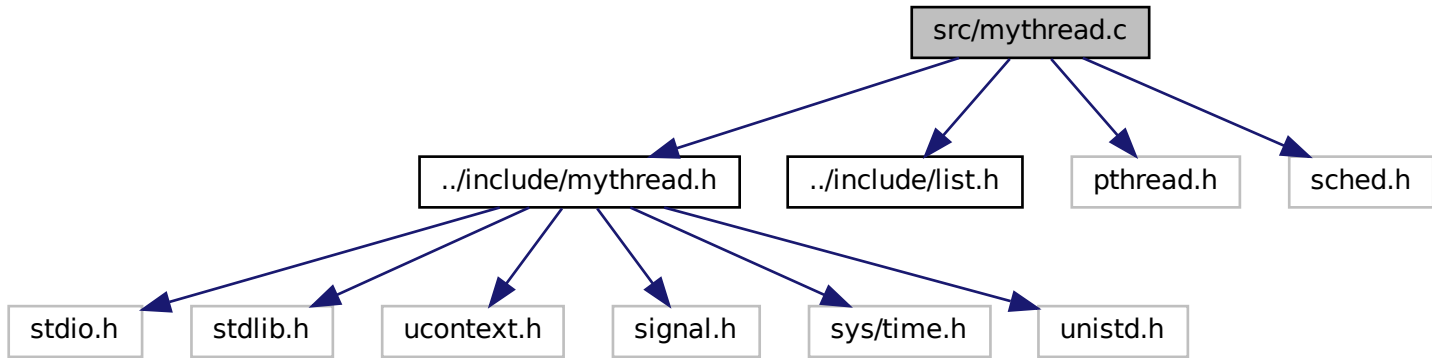 src/mythread.c
../include/mythread.h
../include/list.h
pthread.h
sched.h
stdio.h
stdlib.h
ucontext.h
signal.h
sys/time.h
unistd.h